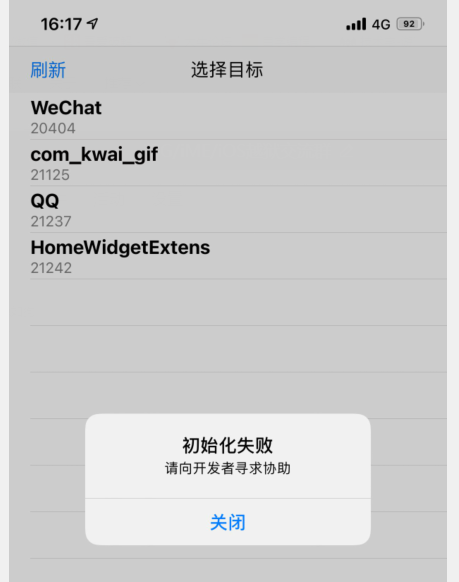 16:17 4G 92
刷新 选择目标
WeChat
20404
com_kwai_gif
21125
QQ
21237
HomeWidgetExtens
21242
初始化失败
请向开发者寻求协助
关闭